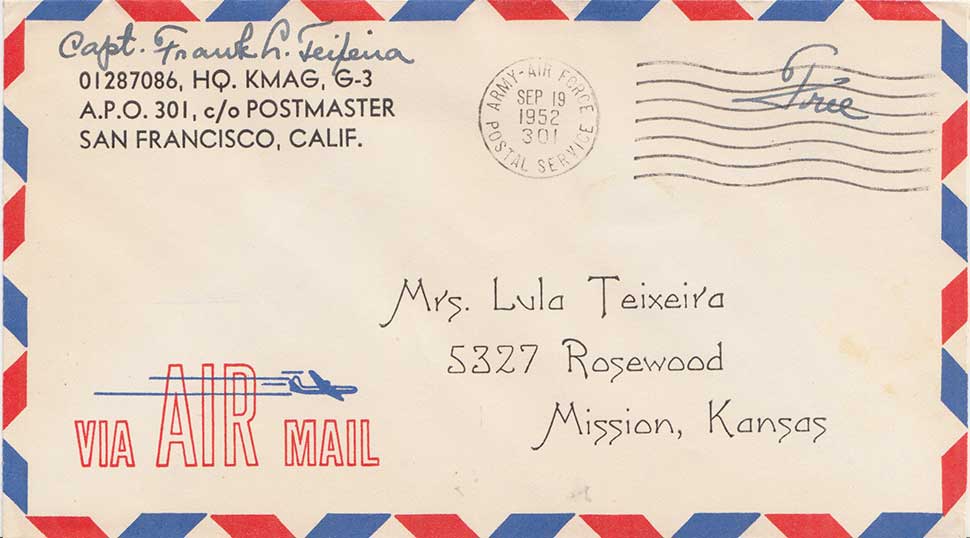 Capt. Frank L. Teixeira
01287086, HQ. KMAG, G-3
A.P.O. 301, c/o POSTMASTER
SAN FRANCISCO, CALIF.
ARMY-AIR FORCE
SEP 19
1952
301
POSTAL SERVICE
Free
Mrs. Lula Teixeira
5327 Rosewood
Mission, Kansas
VIA AIR MAIL